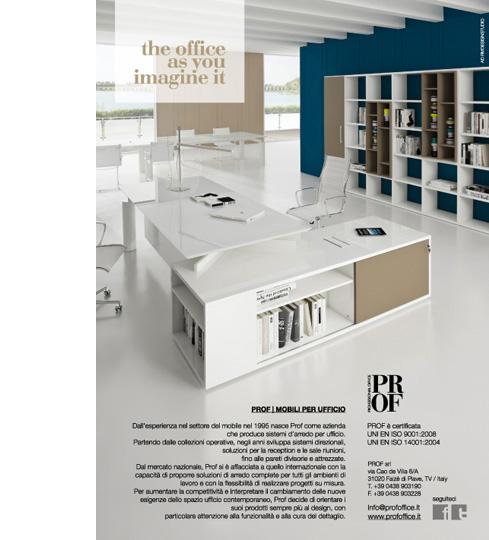 AD RIMODESIGNSTUDIO
the office
as you
imagine it
PROF | MOBILI PER UFFICIO
Dall'esperienza nel settore del mobile nel 1995 nasce Prof come azienda
che produce sistemi d'arredo per ufficio.
Partendo dalle collezioni operative, negli anni sviluppa sistemi direzionali,
soluzioni per la reception e le sale riunioni,
fino alle pareti divisorie e attrezzate.
Dal mercato nazionale, Prof si è affacciata a quello internazionale con la
capacità di proporre soluzioni di arredo complete per tutti gli ambienti di
lavoro e con la flessibilità di realizzare progetti su misura.
Per aumentare la competitività e interpretare il cambiamento delle nuove
esigenze dello spazio ufficio contemporaneo, Prof decide di orientare i
suoi prodotti sempre più al design, con
particolare attenzione alla funzionalità e alla cura del dettaglio.
PR
OF
PROF è certificata
UNI EN ISO 9001:2008
UNI EN ISO 14001:2004
PROF srl
via Cao de Villa 6/A
31020 Falzè di Piave, TV / Italy
T. +39 0438 903190
F. +39 0438 903228
seguiteci
info@profoffice.it
www.profoffice.it